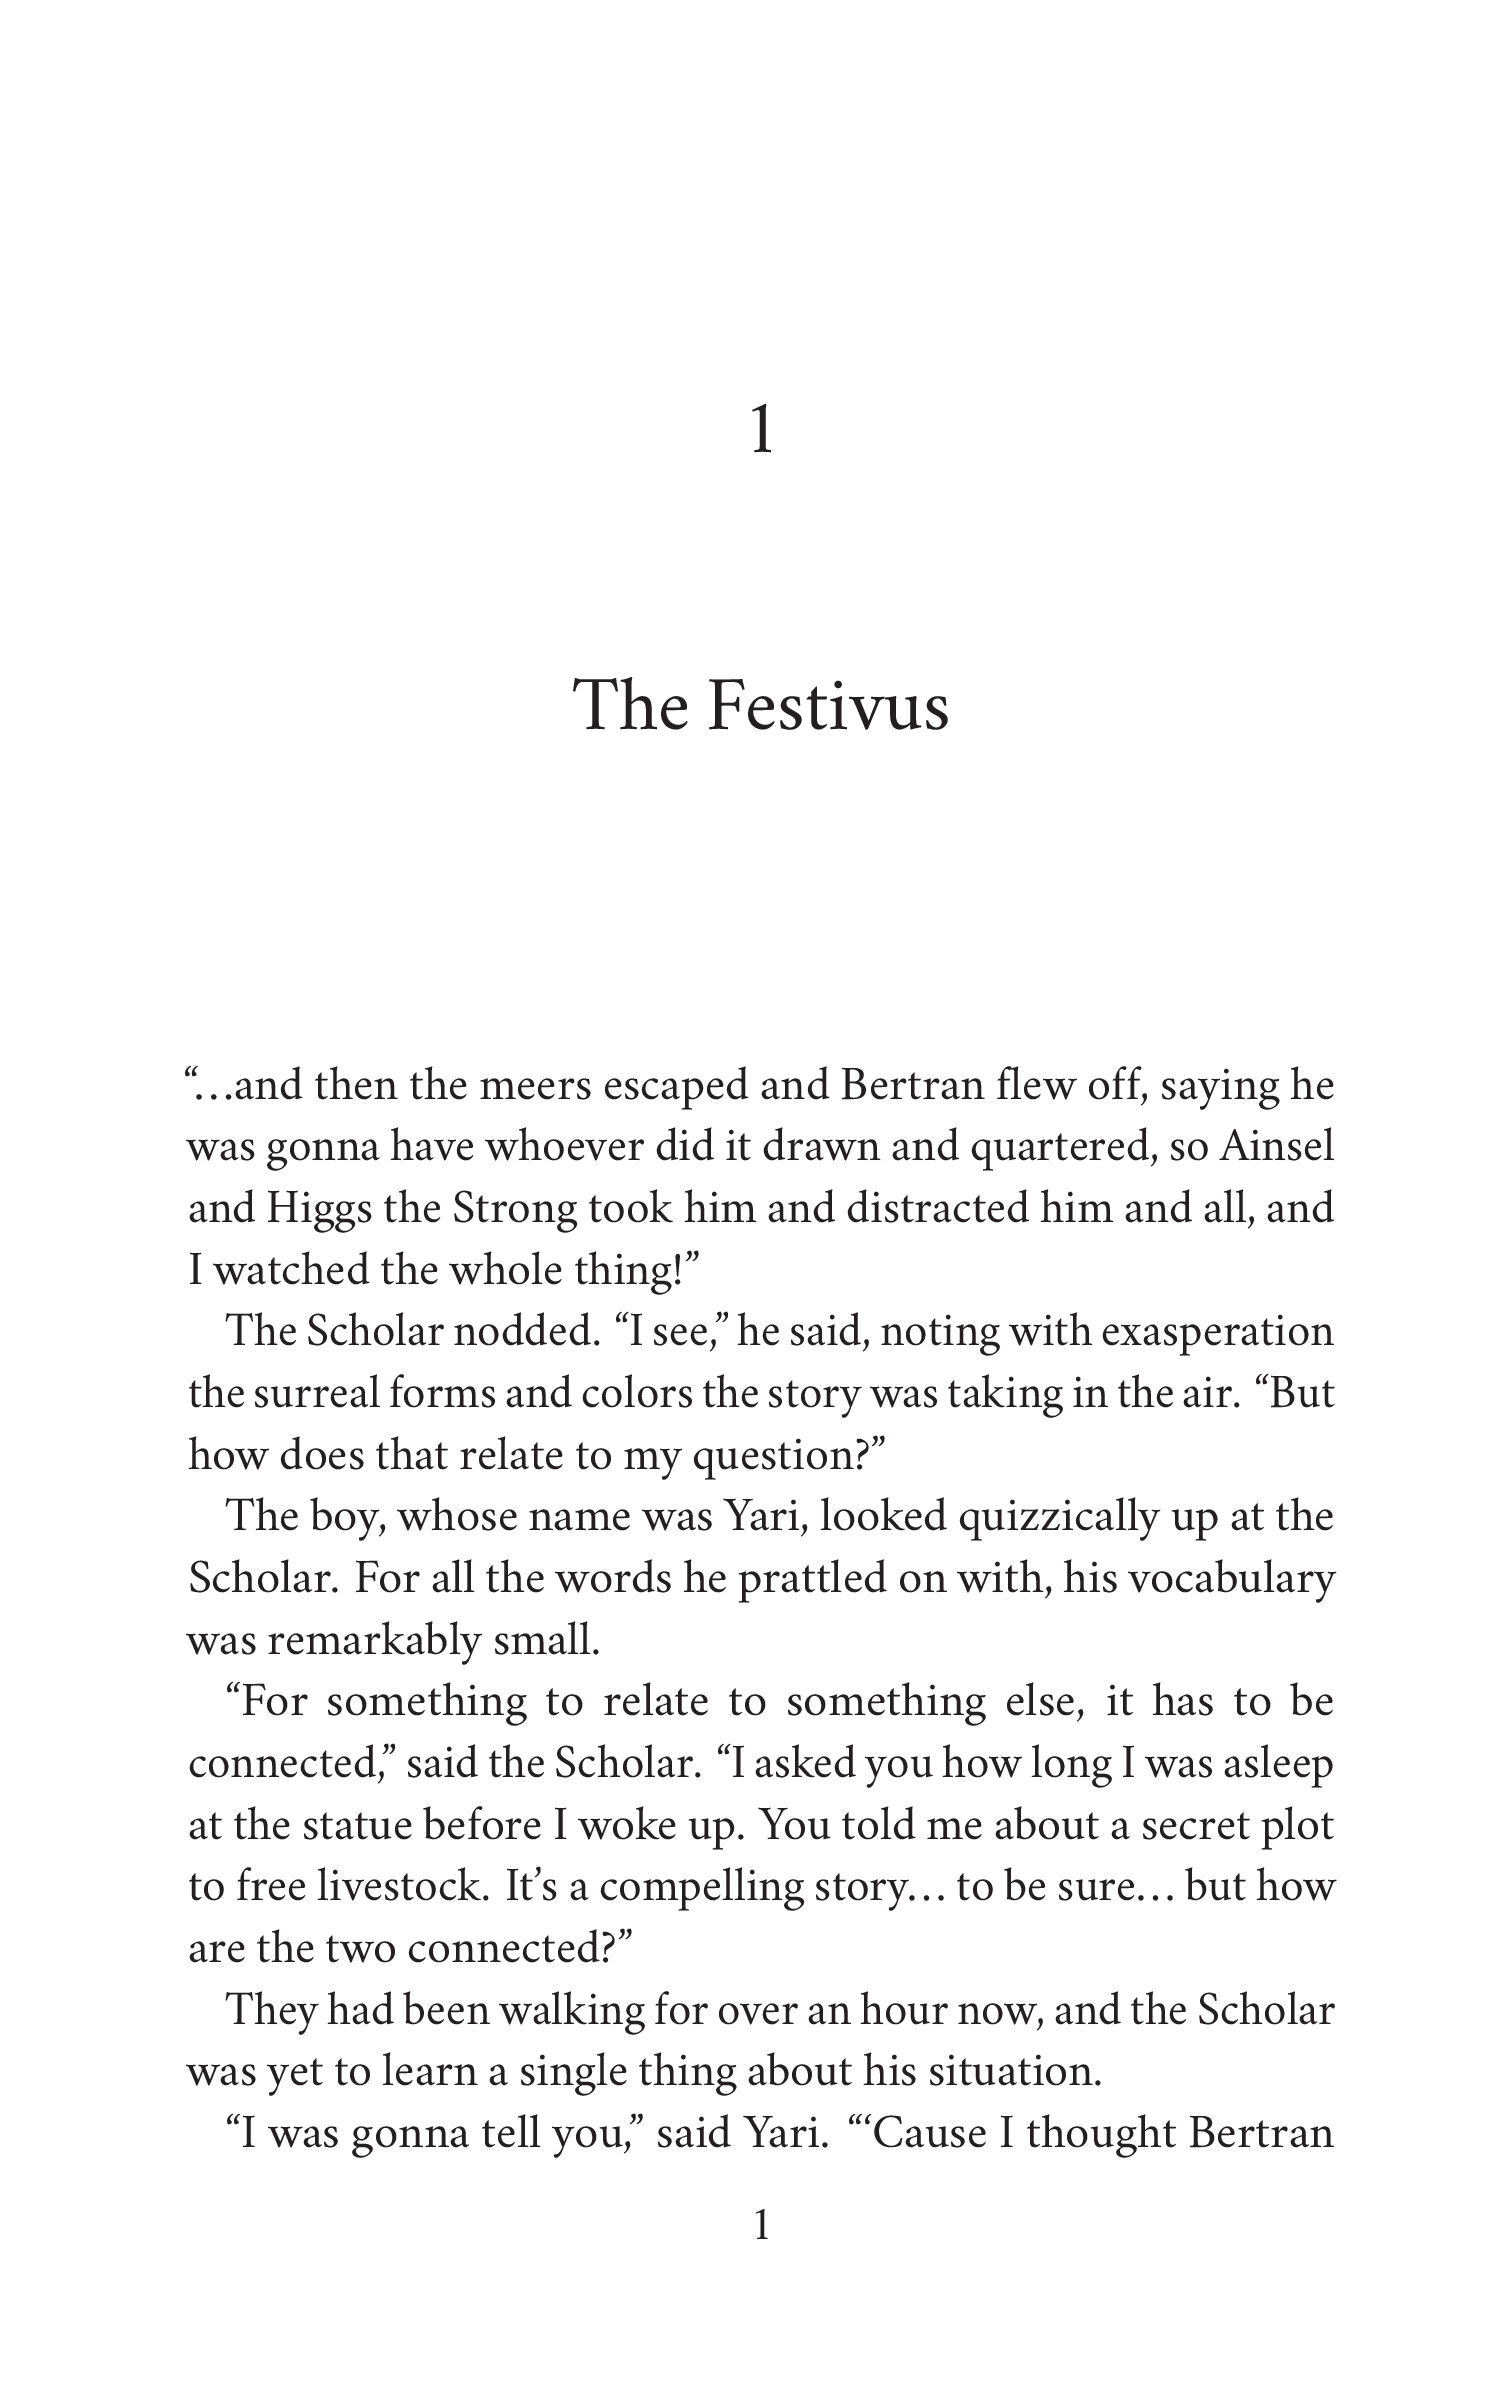 1
The Festivus
“…and then the meers escaped and Bertran flew off, saying he
was gonna have whoever did it drawn and quartered, so Ainsel
and Higgs the Strong took him and distracted him and all, and
I watched the whole thing!”
The Scholar nodded. “I see,” he said, noting with exasperation
the surreal forms and colors the story was taking in the air. “But
how does that relate to my question?”
The boy, whose name was Yari, looked quizzically up at the
Scholar. For all the words he prattled on with, his vocabulary
was remarkably small.
“For something to relate to something else, it has to be
connected,” said the Scholar. “I asked you how long I was asleep
at the statue before I woke up. You told me about a secret plot
to free livestock. It’s a compelling story… to be sure… but how
are the two connected?”
They had been walking for over an hour now, and the Scholar
was yet to learn a single thing about his situation.
“I was gonna tell you,” said Yari. “‘Cause I thought Bertran
1